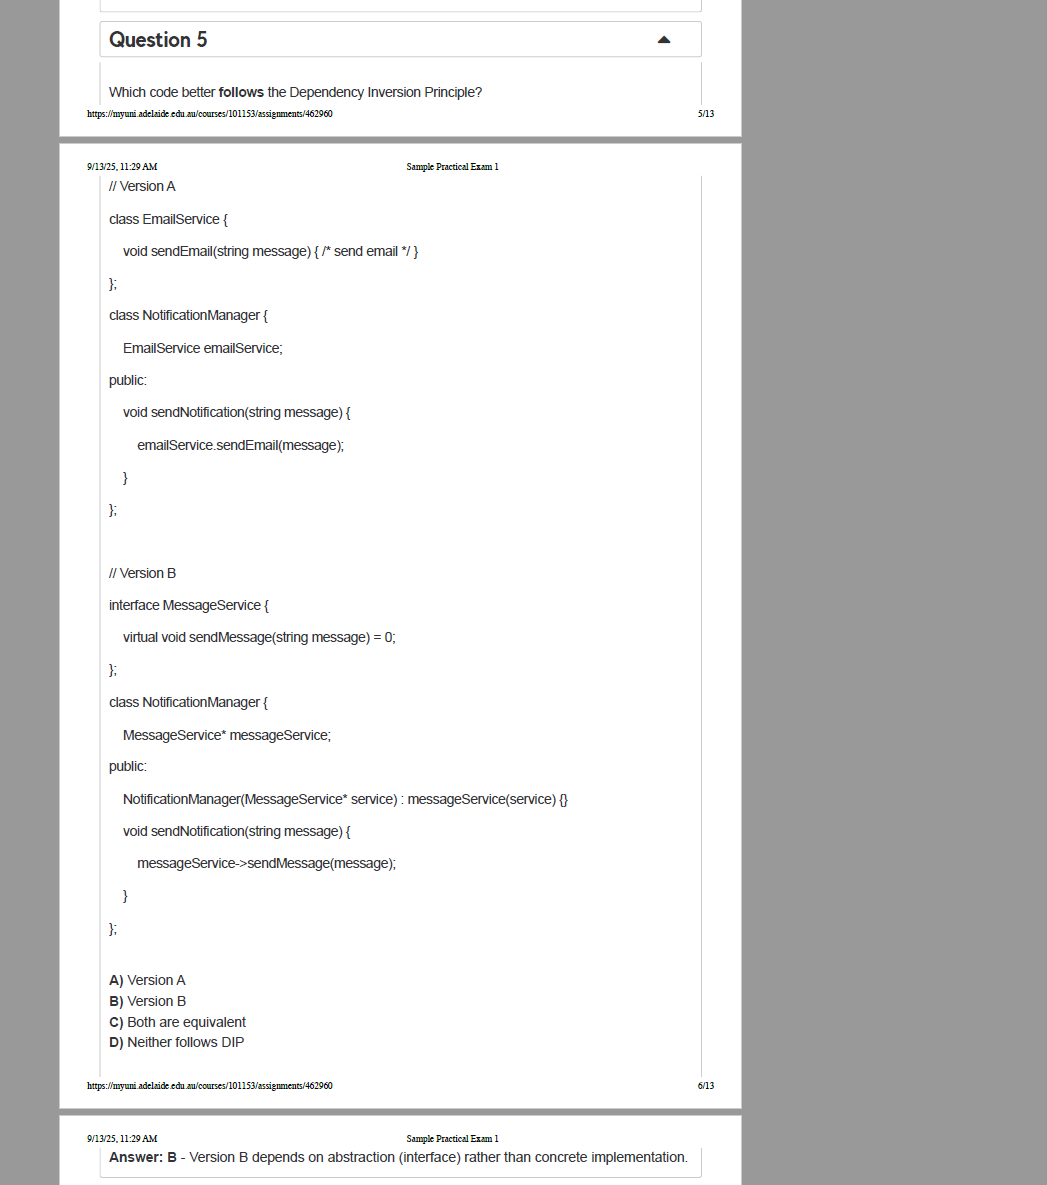 Question 5
Which code better follows the Dependency Inversion Principle?
https://myuni.adelaide.edu.au/courses/101153/assignments/462960 5/13
9/13/25, 11:29 AM Sample Practical Exam 1
// Version A
class EmailService {
void sendEmail(string message) { /* send email */ }
};
class NotificationManager {
EmailService emailService;
public:
void sendNotification(string message) {
emailService.sendEmail(message);
}
};
// Version B
interface MessageService {
virtual void sendMessage(string message) = 0;
};
class NotificationManager {
MessageService* messageService;
public:
NotificationManager(MessageService* service) : messageService(service) {}
void sendNotification(string message) {
messageService->sendMessage(message);
}
};
A) Version A
B) Version B
C) Both are equivalent
D) Neither follows DIP
https://myuni.adelaide.edu.au/courses/101153/assignments/462960 6/13
9/13/25, 11:29 AM Sample Practical Exam 1
Answer: B - Version B depends on abstraction (interface) rather than concrete implementation.